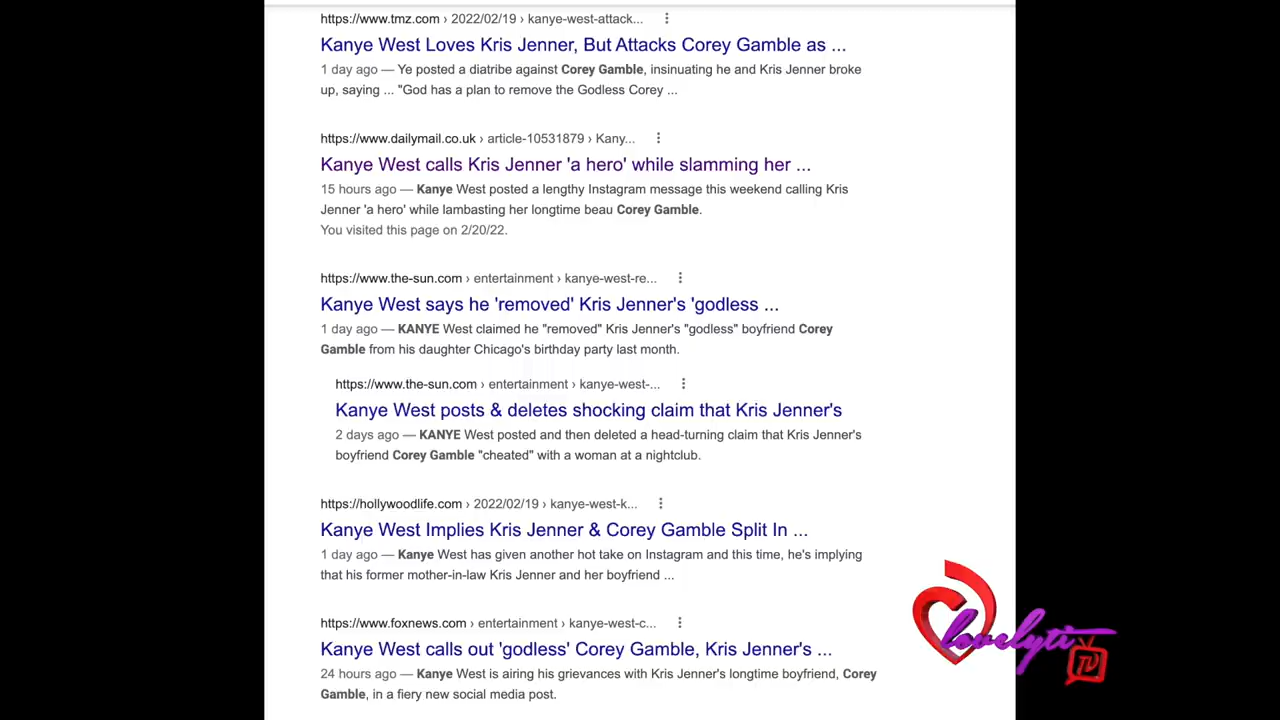 https://www.tmz.com › 2022/02/19 › kanye-west-attack...
Kanye West Loves Kris Jenner, But Attacks Corey Gamble as ...
1 day ago — Ye posted a diatribe against Corey Gamble, insinuating he and Kris Jenner broke
up, saying ... "God has a plan to remove the Godless Corey ...
https://www.dailymail.co.uk › article-10531879 › Kany...
Kanye West calls Kris Jenner 'a hero' while slamming her ...
15 hours ago — Kanye West posted a lengthy Instagram message this weekend calling Kris
Jenner 'a hero' while lambasting her longtime beau Corey Gamble.
You visited this page on 2/20/22.
https://www.the-sun.com › entertainment › kanye-west-re...
Kanye West says he 'removed' Kris Jenner's 'godless ...
1 day ago — KANYE West claimed he "removed" Kris Jenner's "godless" boyfriend Corey
Gamble from his daughter Chicago's birthday party last month.
https://www.the-sun.com › entertainment › kanye-west-...
Kanye West posts & deletes shocking claim that Kris Jenner's
2 days ago — KANYE West posted and then deleted a head-turning claim that Kris Jenner's
boyfriend Corey Gamble "cheated" with a woman at a nightclub.
https://hollywoodlife.com › 2022/02/19 › kanye-west-k...
Kanye West Implies Kris Jenner & Corey Gamble Split In ...
1 day ago — Kanye West has given another hot take on Instagram and this time, he's implying
that his former mother-in-law Kris Jenner and her boyfriend ...
https://www.foxnews.com › entertainment › kanye-west-c...
Kanye West calls out 'godless' Corey Gamble, Kris Jenner's ...
24 hours ago — Kanye West is airing his grievances with Kris Jenner's longtime boyfriend, Corey
Gamble, in a fiery new social media post.
lovelyti
TV